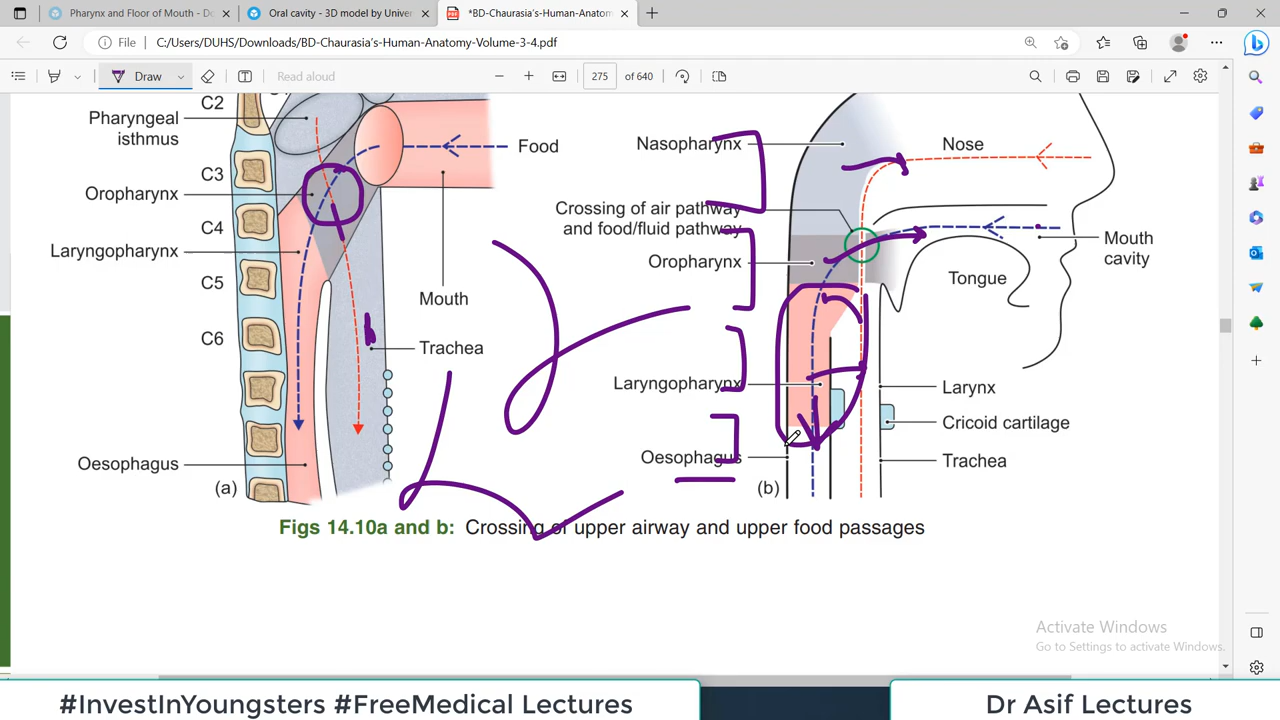 Pharynx and Floor of Mouth - Do
Oral cavity - 3D model by Univer
*BD-Chaurasia's-Human-Anatom
File
C:/Users/DUHS/Downloads/BD-Chaurasia's-Human-Anatomy-Volume-3-4.pdf
Draw
Read aloud
275 of 640
C2
Pharyngeal
isthmus
C3
Oropharynx
C4
Laryngopharynx
C5
C6
Oesophagus
(a)
Food
Mouth
Trachea
Nasopharynx
Crossing of air pathway
and food/fluid pathway
Oropharynx
Laryngopharynx
Oesophagus
(b)
Nose
Mouth
cavity
Tongue
Larynx
Cricoid cartilage
Trachea
Figs 14.10a and b: Crossing of upper airway and upper food passages
Activate Windows
Go to Settings to activate Windows.
#InvestInYoungsters #FreeMedical Lectures
Dr Asif Lectures